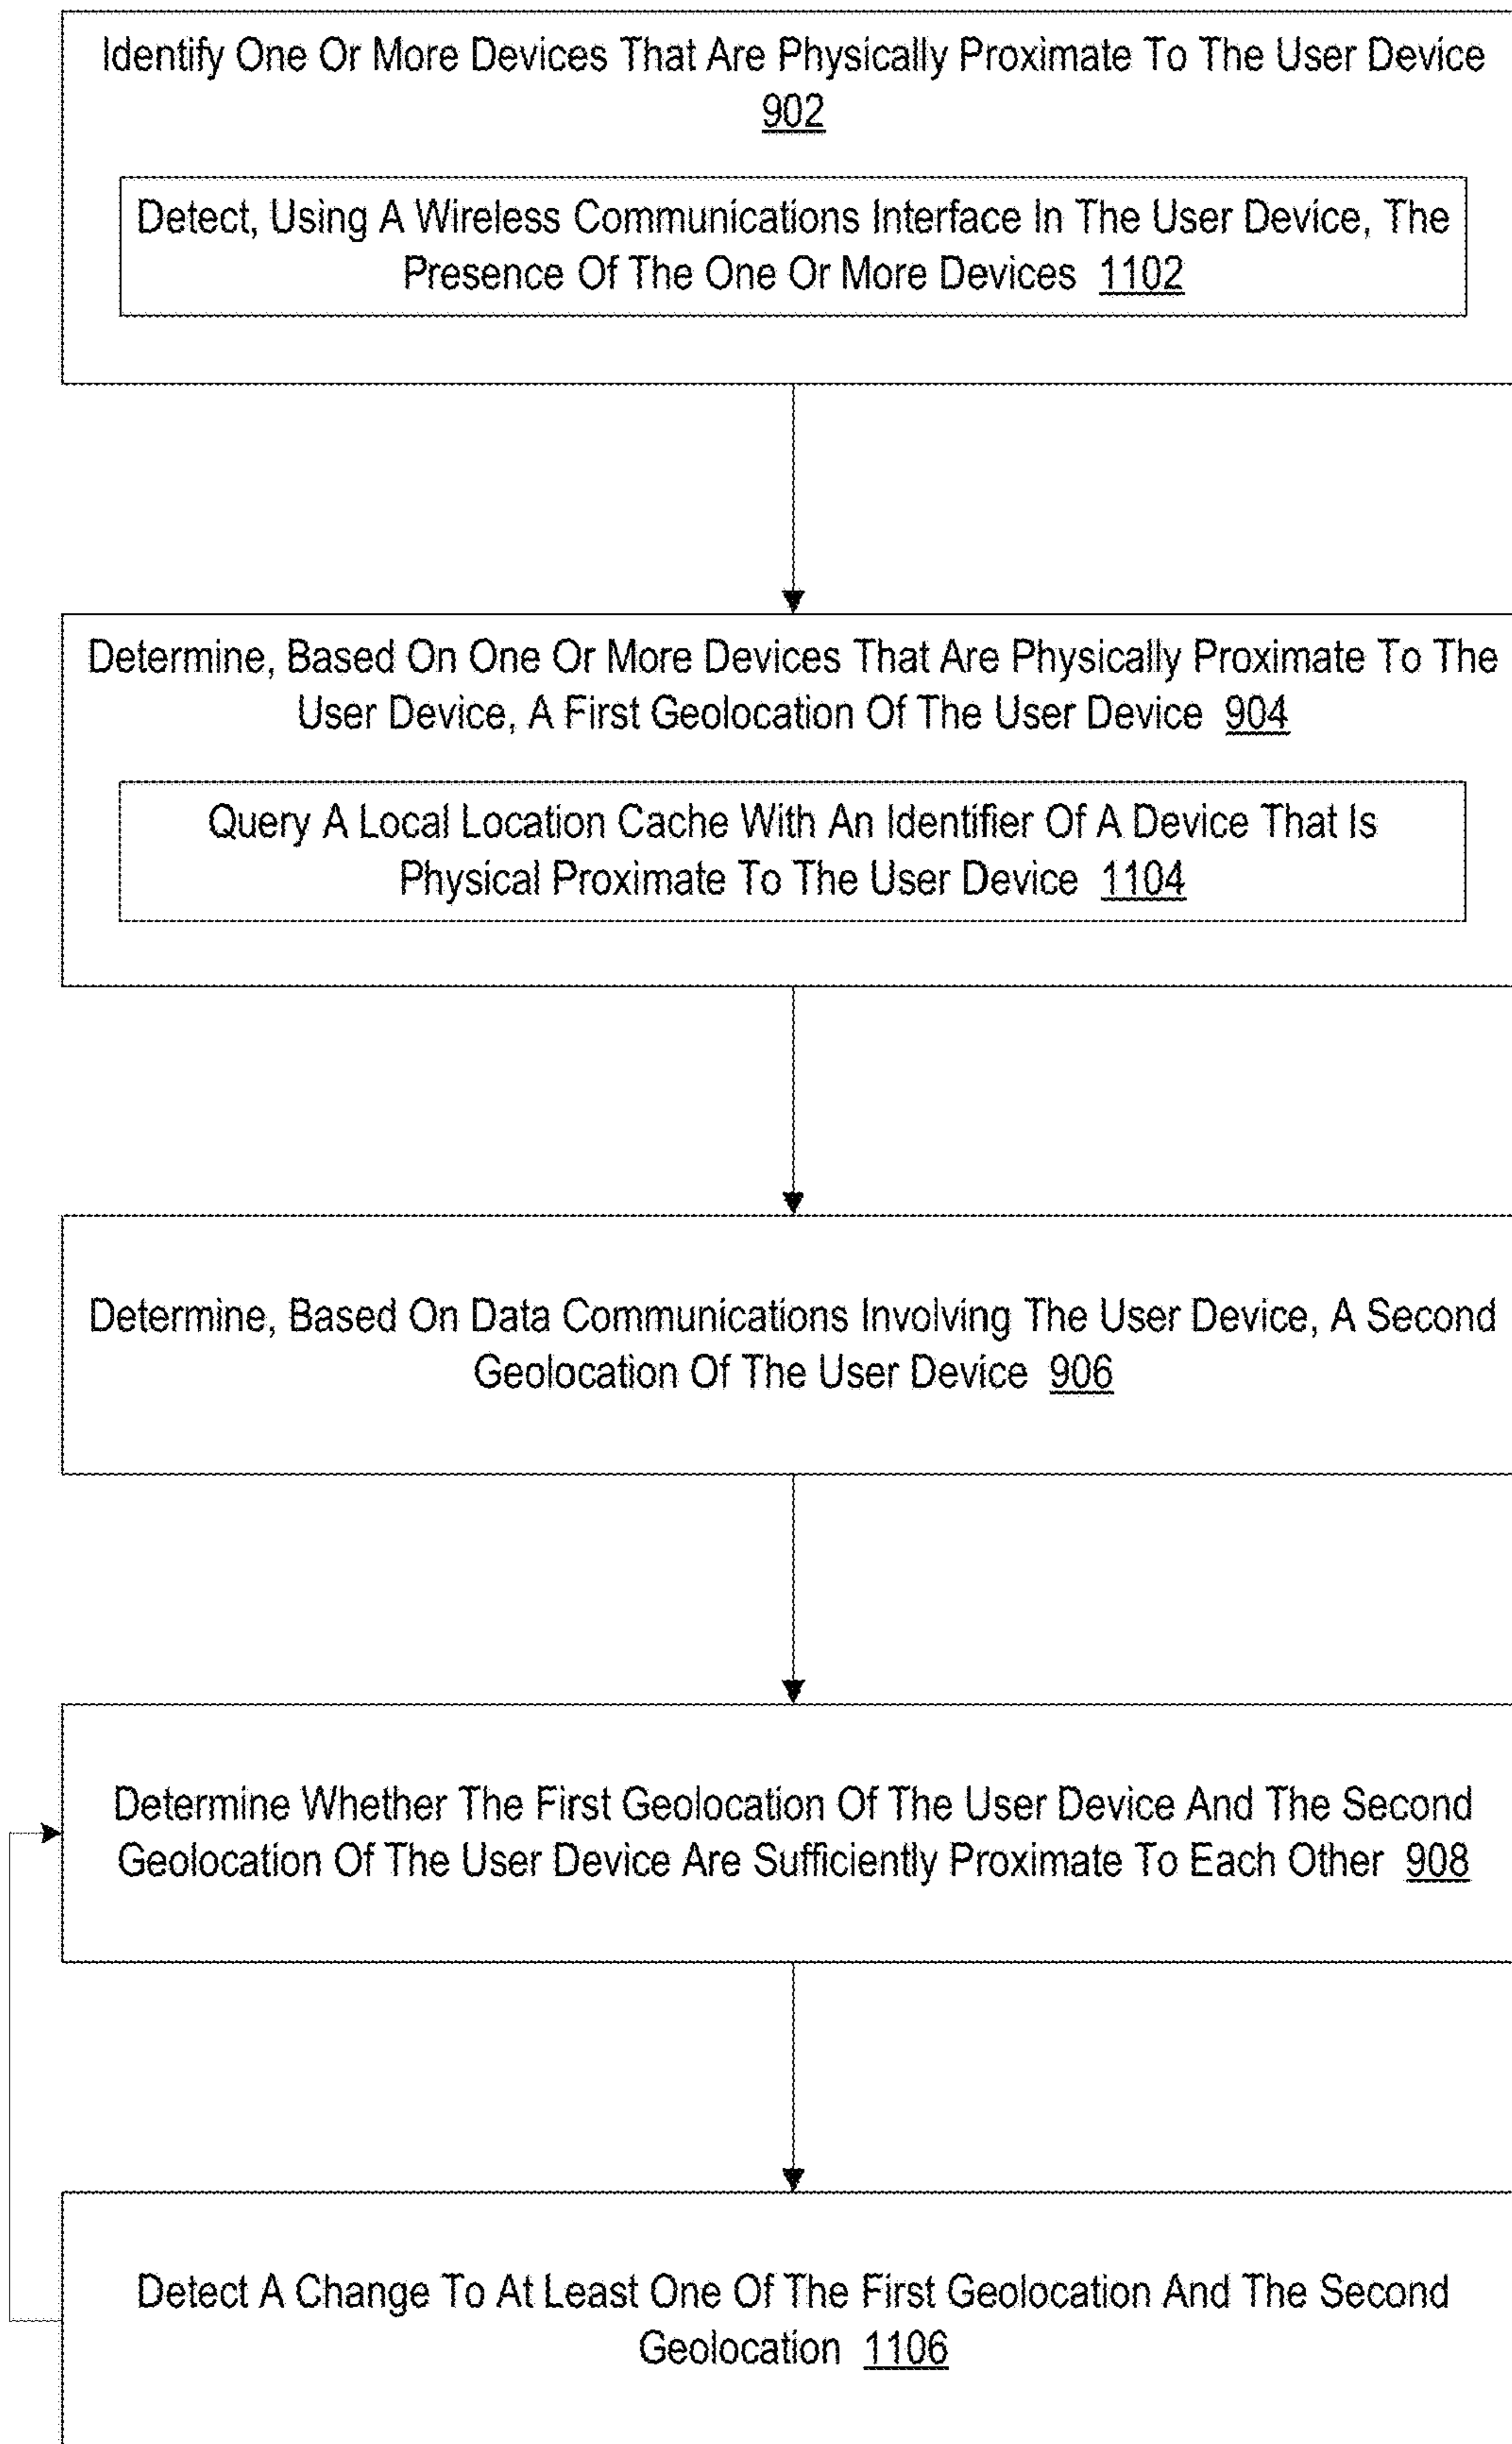 Identify One Or More Devices That Are Physically Proximate To The User Device
902
Detect, Using A Wireless Communications Interface In The User Device, The
Presence Of The One Or More Devices 1102
Determine, Based On One Or More Devices That Are Physically Proximate To The
User Device, A First Geolocation Of The User Device 904
Query A Local Location Cache With An Identifier Of A Device That Is
Physical Proximate To The User Device 1104
Determine, Based On Data Communications Involving The User Device, A Second
Geolocation Of The User Device 906
Determine Whether The First Geolocation Of The User Device And The Second
Geolocation Of The User Device Are Sufficiently Proximate To Each Other 908
Detect A Change To At Least One Of The First Geolocation And The Second
Geolocation 1106